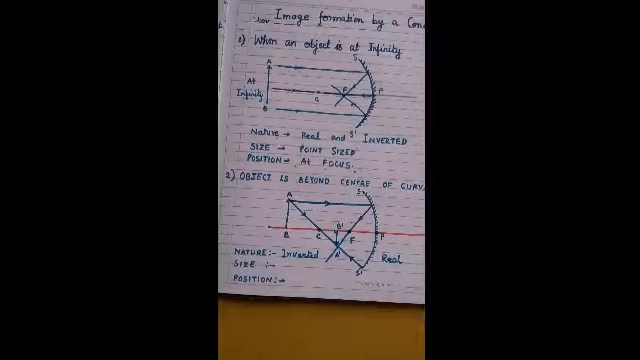 Image formation by a Con
1) When an object is at Infinity
S
A
At
Infinity
C
F
P
B
S'
Nature → Real and Inverted
Size → Point Sized
Position → At Focus.
2) Object is Beyond Centre of Curva
S
A
B
C
B'
F
P
A'
Nature :- Inverted
Real
Size :-
S'
Position :-